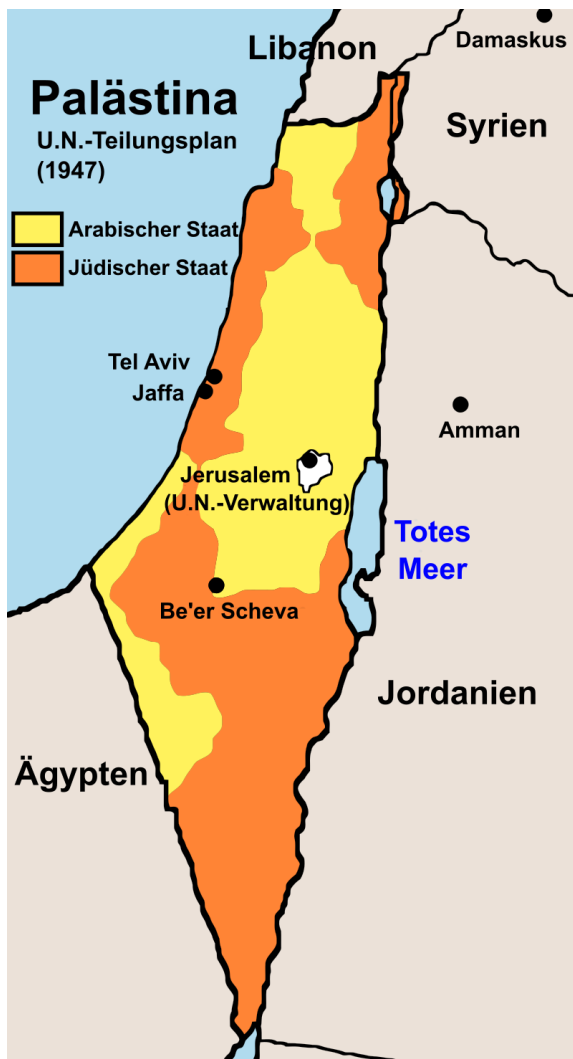 Libanon
Damaskus
Palästina
U.N.-Teilungsplan
(1947)
Syrien
Arabischer Staat
Jüdischer Staat
Tel Aviv
Jaffa
Amman
Jerusalem
(U.N.-Verwaltung)
Totes
Meer
Be'er Scheva
Jordanien
Ägypten